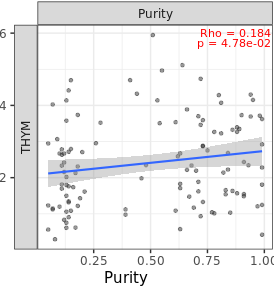 Purity
Rho = 0.184
p = 4.78e-02
6
4
2
THYM
0.25
0.50
0.75
1.00
Purity